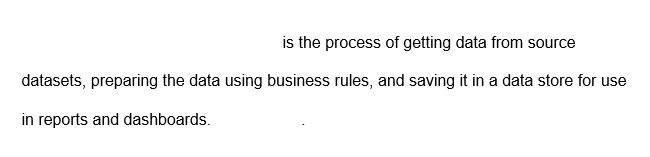 is the process of getting data from source
datasets, preparing the data using business rules, and saving it in a data store for use
in reports and dashboards. .